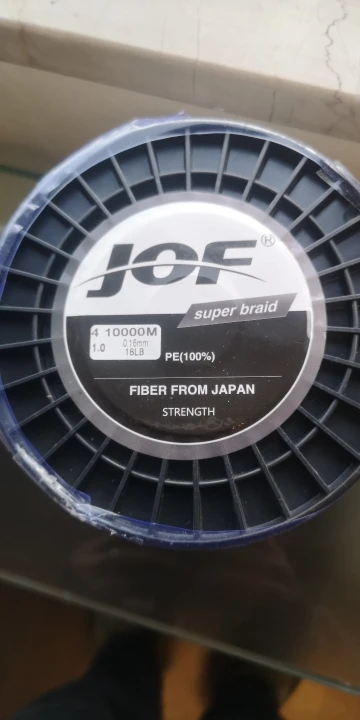 JOF®
super braid
4 10000M
1.0 0.16mm
18LB
PE(100%)
FIBER FROM JAPAN
STRENGTH